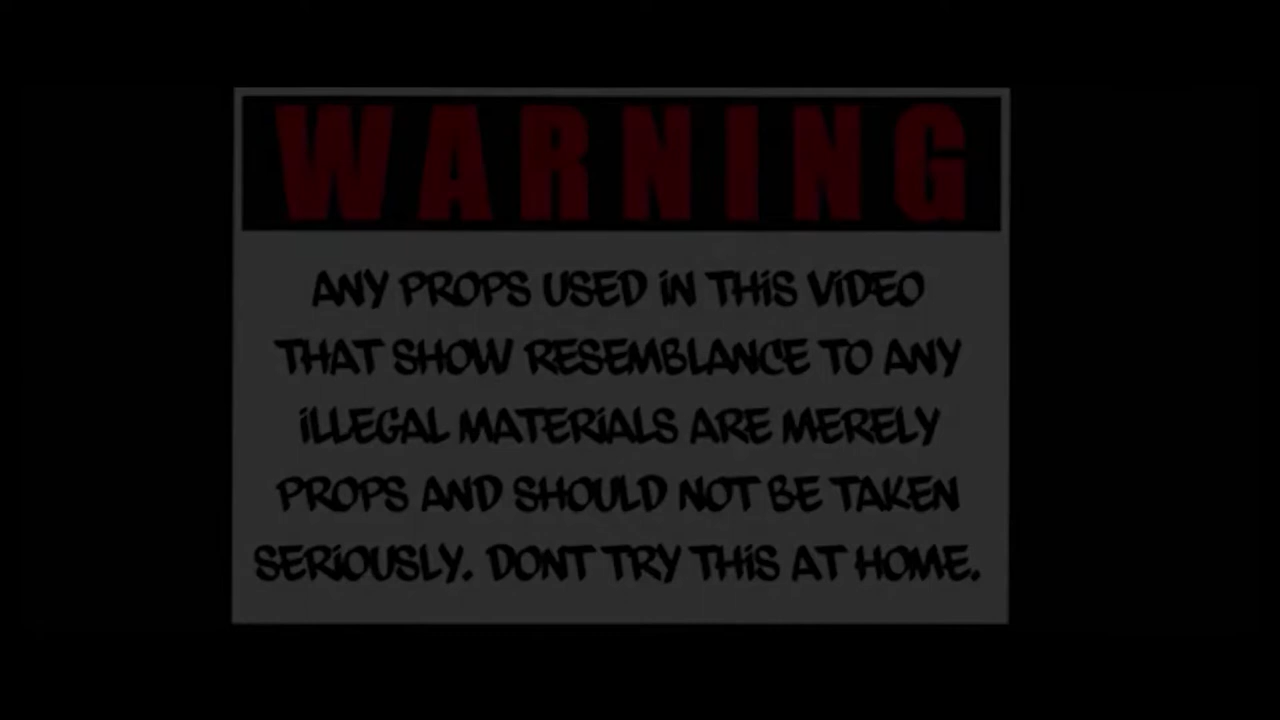 WARNING
ANY PROPS USED iN THiS ViDEO
THAT SHOW RESEMBLANCE TO ANY
iLLEGAL MATERiALS ARE MERELY
PROPS AND SHOULD NOT BE TAKEN
SERiOUSLY. DONT TRY THiS AT HOME.